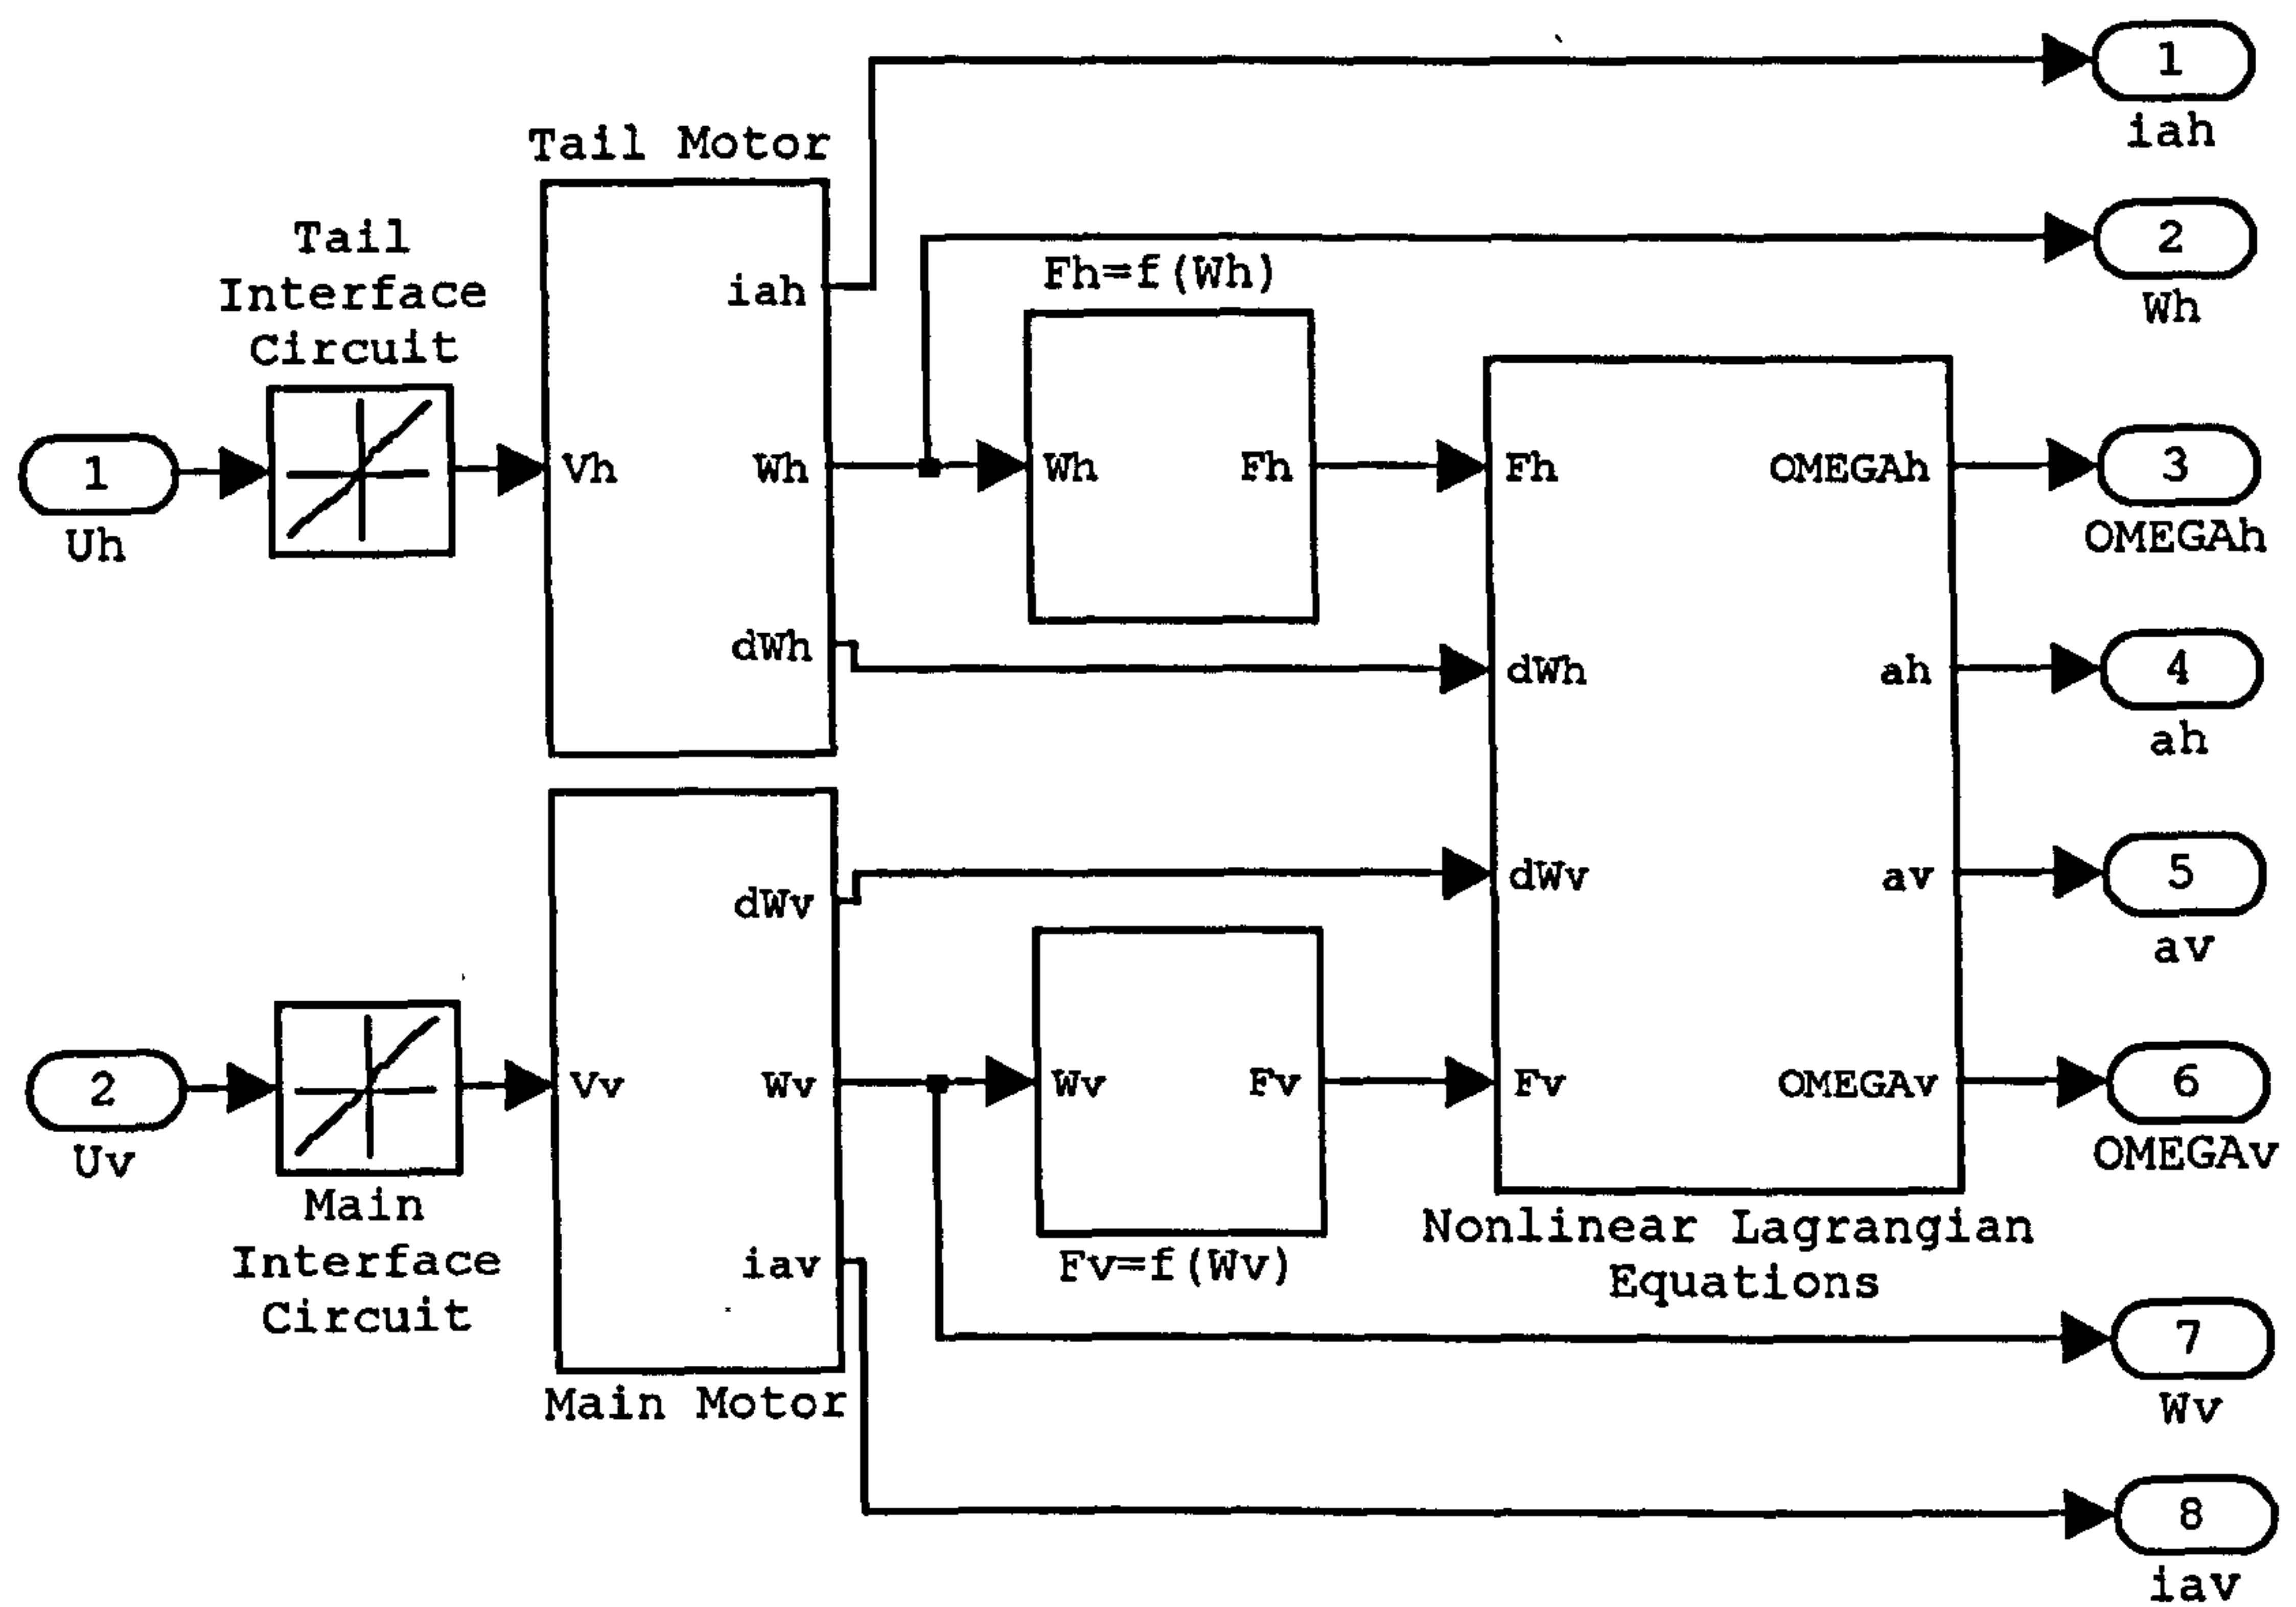 1
iah
Tail Motor
2
Wh
Tail
Interface
Circuit
Fh=f(Wh)
iah
1
Uh
Vh
Wh
Wh
Fh
Fh
OMEGAh
3
OMEGAh
dWh
dWh
ah
4
ah
dWv
dWv
av
5
av
2
Uv
Vv
Wv
Wv
Fv
Fv
OMEGAv
6
OMEGAv
Main
Interface
Circuit
iav
Fv=f(Wv)
Nonlinear Lagrangian
Equations
7
Wv
Main Motor
8
iav